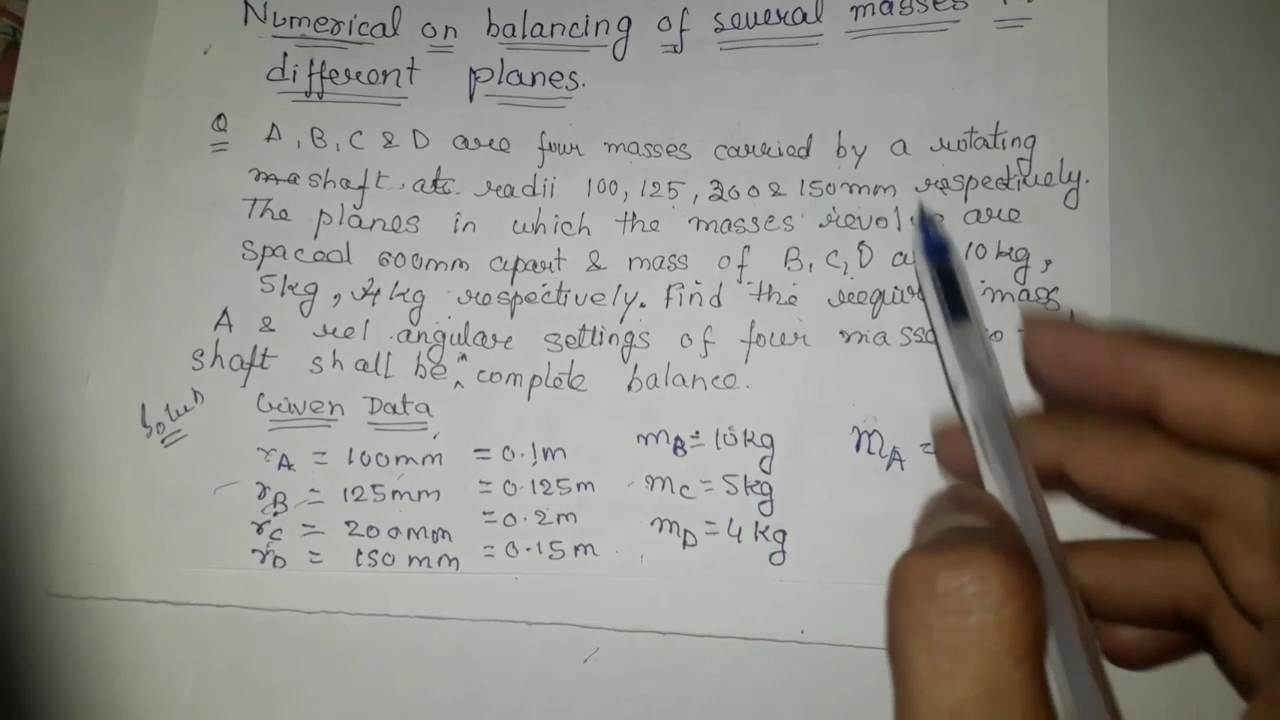 Numerical on balancing of several masses
different planes.
Q A, B, C & D are four masses carried by a rotating
shaft. at. radii 100, 125, 200 & 150mm respectively.
The planes in which the masses revolve are
spaced 600mm apart & mass of B, C, D 10kg,
5kg, 4kg respectively. Find the required mass
A & rel. angular settings of four
shaft shall be in complete balance.
Solun Given Data
rA = 100mm = 0.1m mB = 10kg mA =
rB = 125mm = 0.125m mC = 5kg
rC = 200mm = 0.2m mD = 4kg
rD = 150mm = 0.15m